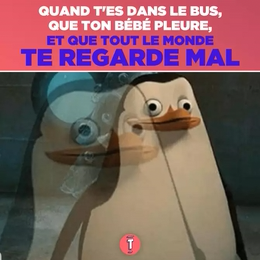 QUAND T'ES DANS LE BUS,
QUE TON BÉBÉ PLEURE,
ET QUE TOUT LE MONDE
TE REGARDE MAL
T